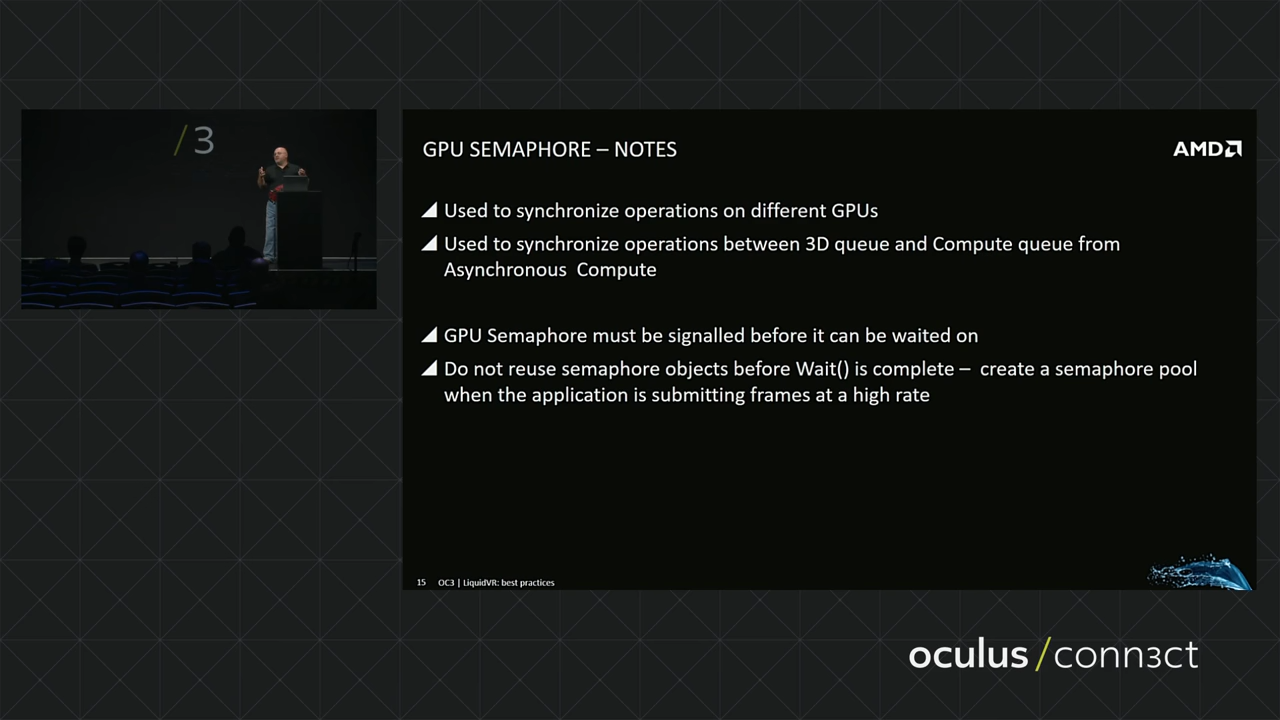 /3
GPU SEMAPHORE – NOTES
AMD
Used to synchronize operations on different GPUs
Used to synchronize operations between 3D queue and Compute queue from
Asynchronous  Compute
GPU Semaphore must be signalled before it can be waited on
Do not reuse semaphore objects before Wait() is complete –  create a semaphore pool
when the application is submitting frames at a high rate
15 OC3 | LiquidVR: best practices
oculus /conn3ct